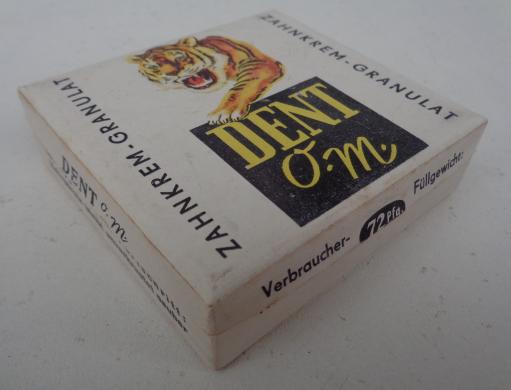 ZAHNKREM-GRANULAT
ZAHNKREM-GRANULAT
DENT
O.M.
Verbraucher-
72 Pfg.
Füllgewicht:
DENT O.M